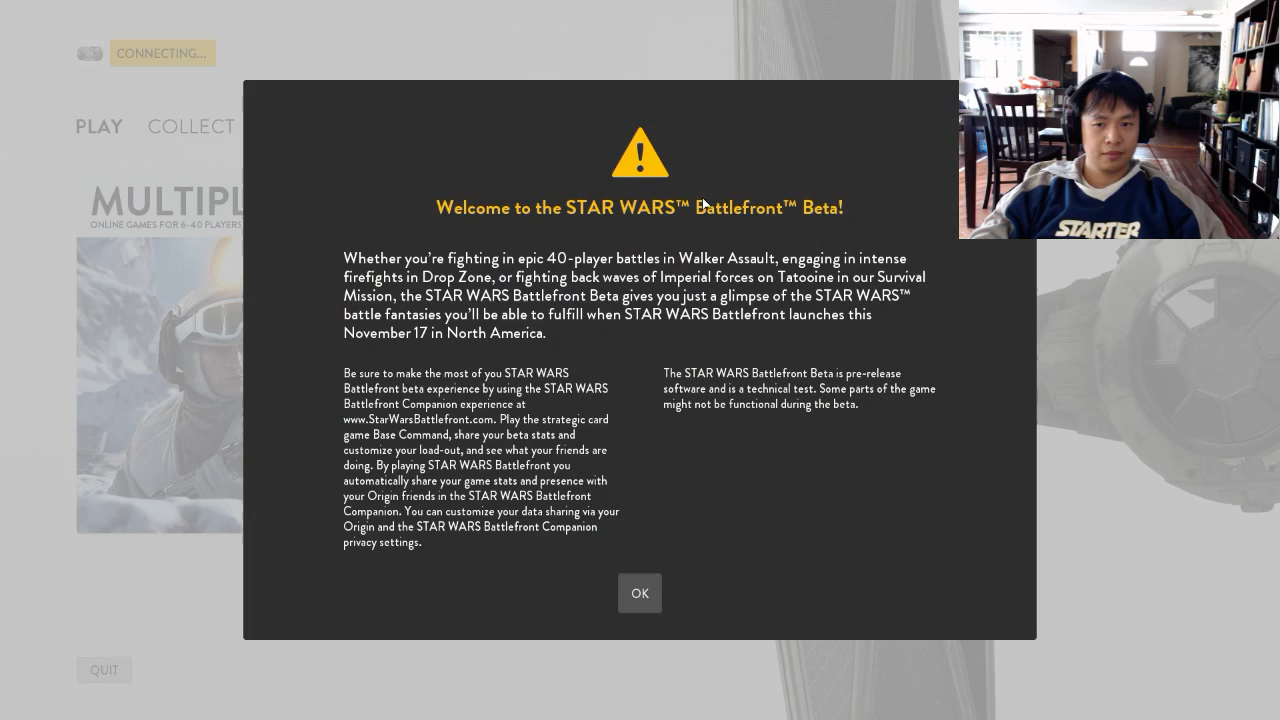 CONNECTING...
PLAY
COLLECT
MULTIPL
ONLINE GAMES FOR 6-40 PLAYERS
Welcome to the STAR WARS™ Battlefront™ Beta!
Whether you're fighting in epic 40-player battles in Walker Assault, engaging in intense
firefights in Drop Zone, or fighting back waves of Imperial forces on Tatooine in our Survival
Mission, the STAR WARS Battlefront Beta gives you just a glimpse of the STAR WARS™
battle fantasies you'll be able to fulfill when STAR WARS Battlefront launches this
November 17 in North America.
Be sure to make the most of you STAR WARS
Battlefront beta experience by using the STAR WARS
Battlefront Companion experience at
www.StarWarsBattlefront.com. Play the strategic card
game Base Command, share your beta stats and
customize your load-out, and see what your friends are
doing. By playing STAR WARS Battlefront you
automatically share your game stats and presence with
your Origin friends in the STAR WARS Battlefront
Companion. You can customize your data sharing via your
Origin and the STAR WARS Battlefront Companion
privacy settings.
The STAR WARS Battlefront Beta is pre-release
software and is a technical test. Some parts of the game
might not be functional during the beta.
OK
QUIT
STARTER